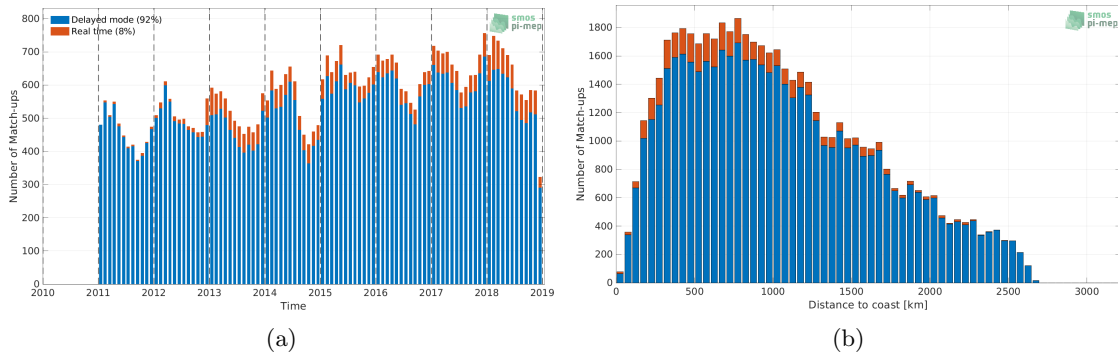 Delayed mode (92%)
Real time (8%)
smos
pi-mep
Number of Match-ups
800
700
600
500
400
300
200
100
0
2010 2011 2012 2013 2014 2015 2016 2017 2018 2019
Time
(a)
smos
pi-mep
Number of Match-ups
1800
1600
1400
1200
1000
800
600
400
200
0
0 500 1000 1500 2000 2500 3000
Distance to coast [km]
(b)